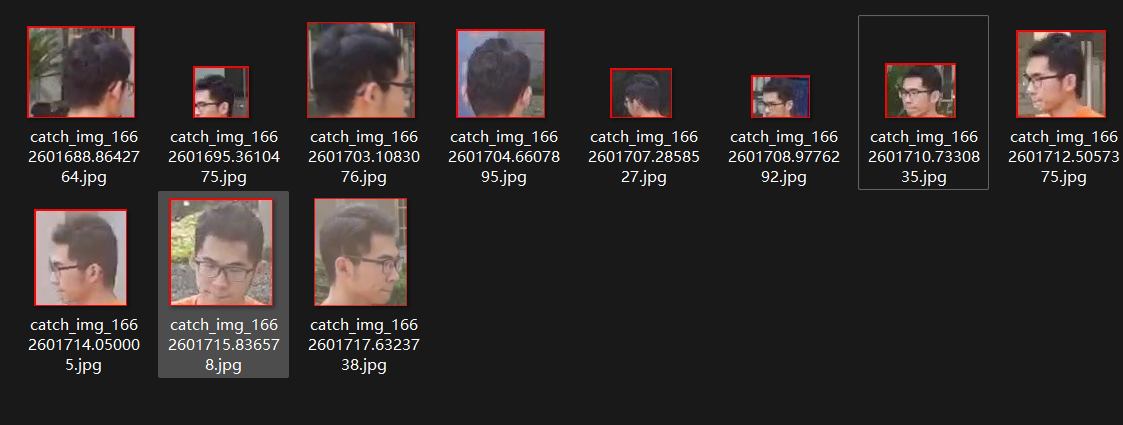 catch_img_166
2601688.86427
64.jpg
catch_img_166
2601695.36104
75.jpg
catch_img_166
2601703.10830
76.jpg
catch_img_166
2601704.66078
95.jpg
catch_img_166
2601707.28585
27.jpg
catch_img_166
2601708.97762
92.jpg
catch_img_166
2601710.73308
35.jpg
catch_img_166
2601712.50573
75.jpg
catch_img_166
2601714.05000
5.jpg
catch_img_166
2601715.83657
8.jpg
catch_img_166
2601717.63237
38.jpg